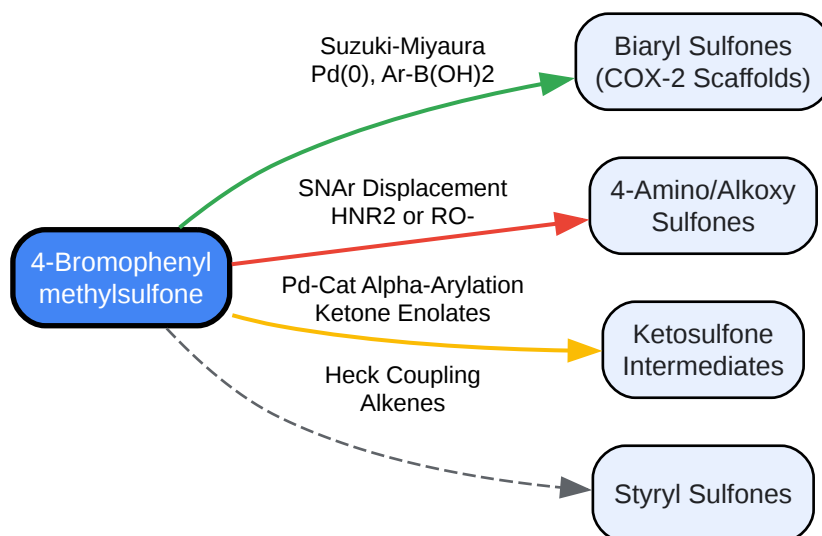 Suzuki-Miyaura
Pd(0), Ar-B(OH)2
Biaryl Sulfones
(COX-2 Scaffolds)
SNAr Displacement
HNR2 or RO-
4-Amino/Alkoxy
Sulfones
4-Bromophenyl
methylsulfone
Pd-Cat Alpha-Arylation
Ketone Enolates
Ketosulfone
Intermediates
Heck Coupling
Alkenes
Styryl Sulfones